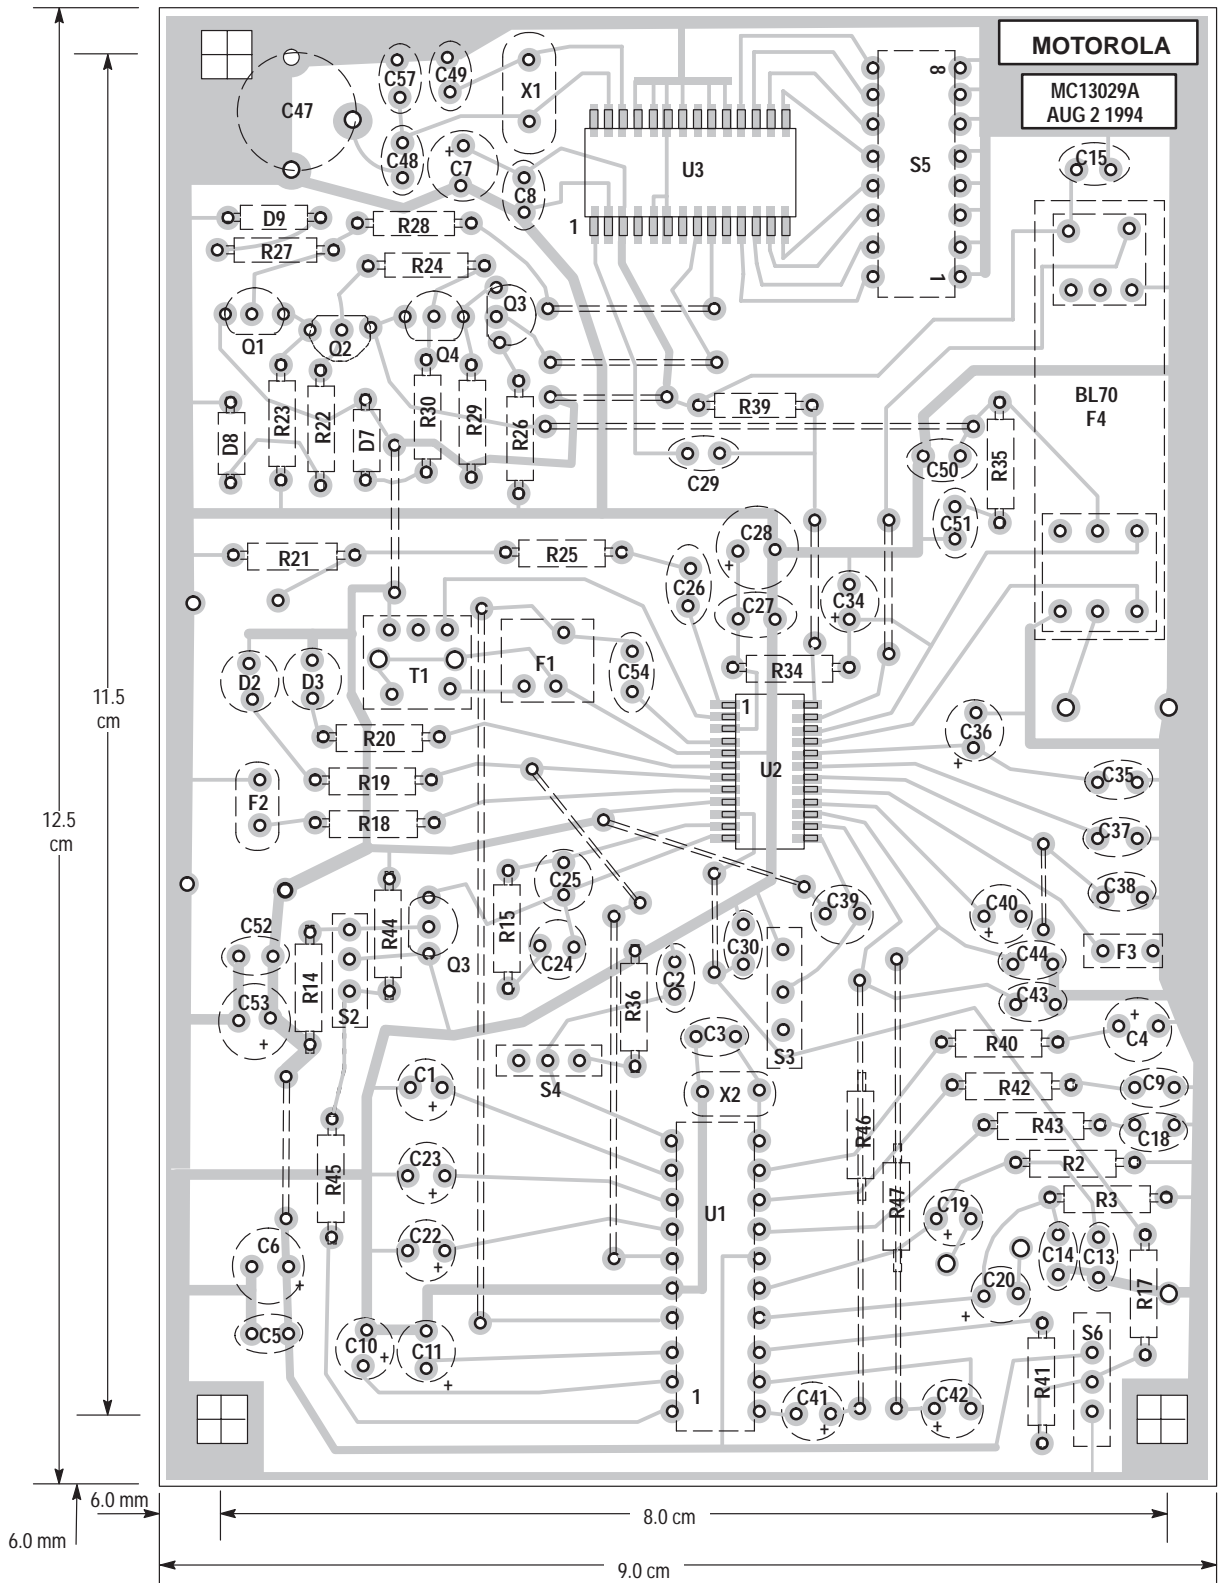 MOTOROLA
MC13029A
AUG 2 1994
C57
C49
X1
C47
8
C48
+
C7
C8
U3
S5
C15
D9
R28
1
R27
R24
1
Q3
Q1
Q2
Q4
R23
R22
D7
R30
R29
R26
R39
BL70
F4
D8
C29
C50
R35
C51
C28
+
R21
R25
C26
C27
C34
+
T1
F1
C54
R34
D2
D3
11.5
cm
1
R20
C36
+
U2
R19
C35
F2
12.5
cm
R18
C37
C25
C38
R44
R15
C39
C40
+
C52
Q3
C24
C30
C44
F3
R14
C2
C43
C53
+
S2
R36
C3
S3
+
C4
R40
C1
+
S4
X2
R42
C9
R46
R43
C18
R45
C23
+
R2
R47
R3
U1
C19
+
C22
+
C6
+
C14
C13
R17
C20
+
C5
C10
+
C11
+
S6
R41
1
C41
+
C42
+
6.0 mm
8.0 cm
6.0 mm
9.0 cm